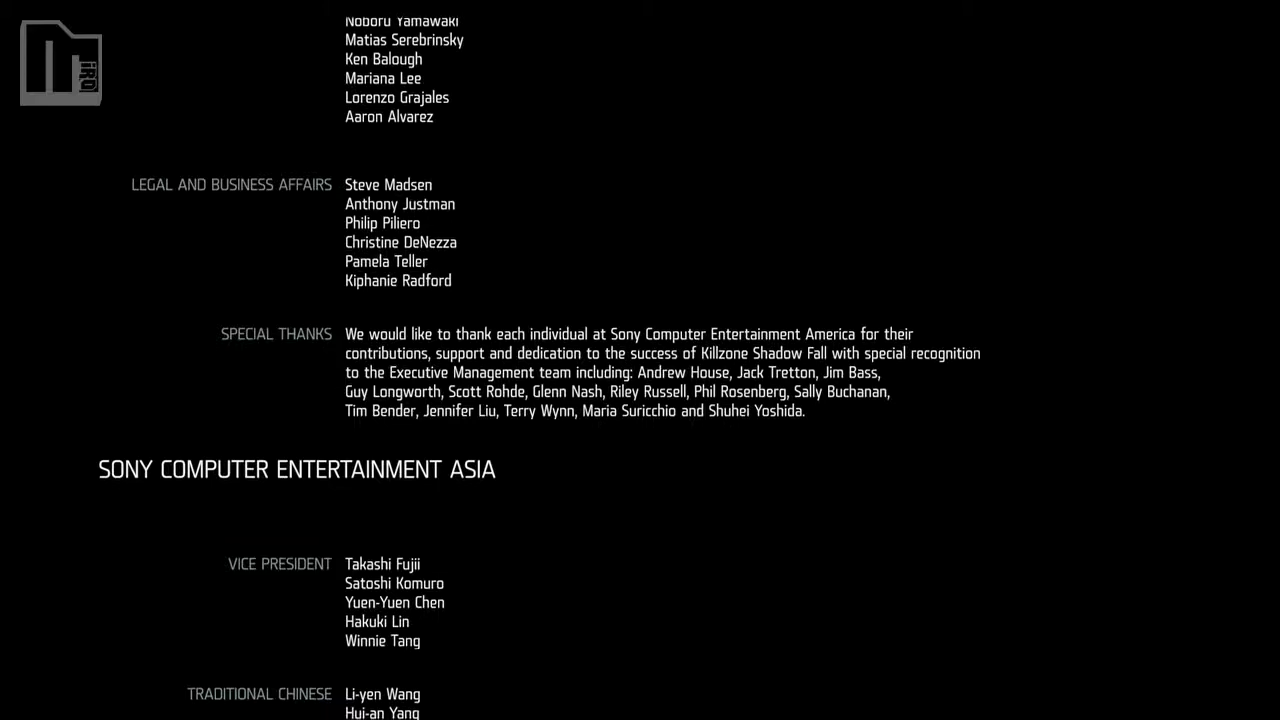 Noboru Yamawaki
Matias Serebrinsky
Ken Balough
Mariana Lee
Lorenzo Grajales
Aaron Alvarez
LEGAL AND BUSINESS AFFAIRS Steve Madsen
Anthony Justman
Philip Piliero
Christine DeNezza
Pamela Teller
Kiphanie Radford
SPECIAL THANKS We would like to thank each individual at Sony Computer Entertainment America for their
contributions, support and dedication to the success of Killzone Shadow Fall with special recognition
to the Executive Management team including: Andrew House, Jack Tretton, Jim Bass,
Guy Longworth, Scott Rohde, Glenn Nash, Riley Russell, Phil Rosenberg, Sally Buchanan,
Tim Bender, Jennifer Liu, Terry Wynn, Maria Suricchio and Shuhei Yoshida.
SONY COMPUTER ENTERTAINMENT ASIA
VICE PRESIDENT Takashi Fujii
Satoshi Komuro
Yuen-Yuen Chen
Hakuki Lin
Winnie Tang
TRADITIONAL CHINESE Li-yen Wang
Hui-an Yang